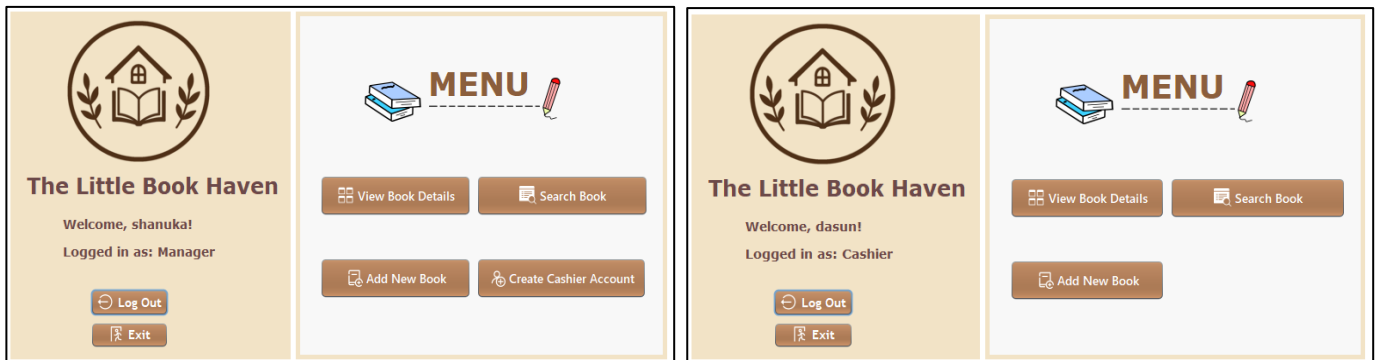 MENU
The Little Book Haven
Welcome, shanuka!
Logged in as: Manager
View Book Details
Search Book
Add New Book
Create Cashier Account
Log Out
Exit
MENU
The Little Book Haven
Welcome, dasun!
Logged in as: Cashier
View Book Details
Search Book
Add New Book
Log Out
Exit